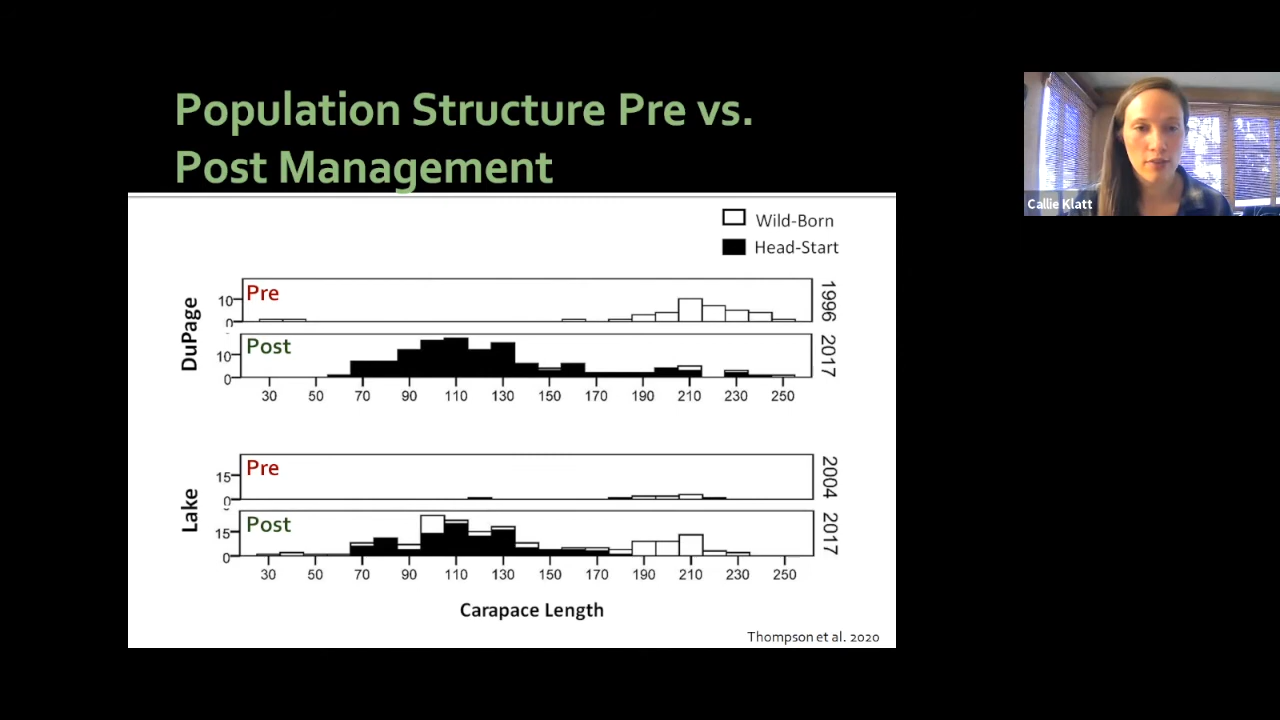 Population Structure Pre vs.
Post Management
Callie Klatt
Wild-Born
Head-Start
DuPage
Pre
10
0
1996
Post
10
0
2017
30 50 70 90 110 130 150 170 190 210 230 250
Lake
Pre
15
0
2004
Post
15
0
2017
30 50 70 90 110 130 150 170 190 210 230 250
Carapace Length
Thompson et al. 2020